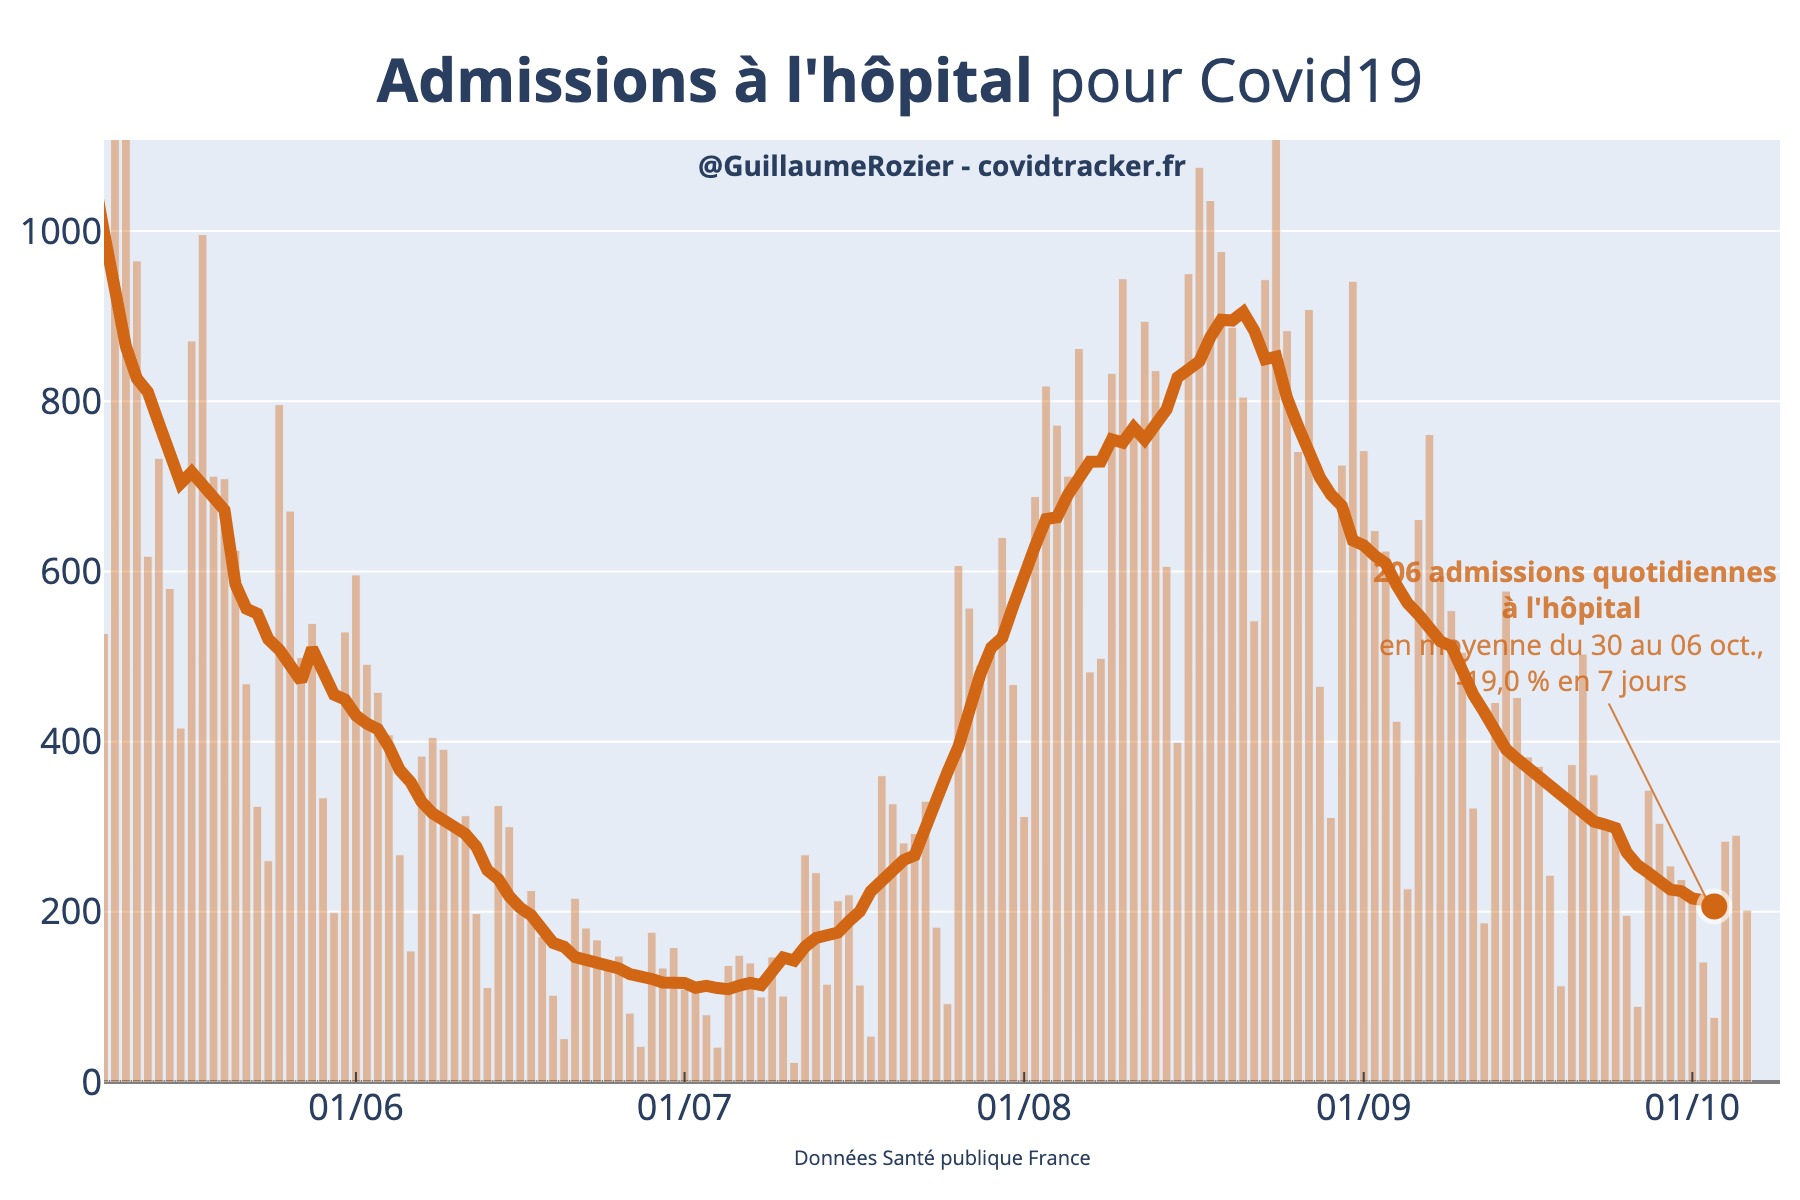 Admissions à l'hôpital pour Covid19
@GuillaumeRozier - covidtracker.fr
1000
800
600
400
200
0
206 admissions quotidiennes
à l'hôpital
en moyenne du 30 au 06 oct.,
-19,0 % en 7 jours
01/06
01/07
01/08
01/09
01/10
Données Santé publique France